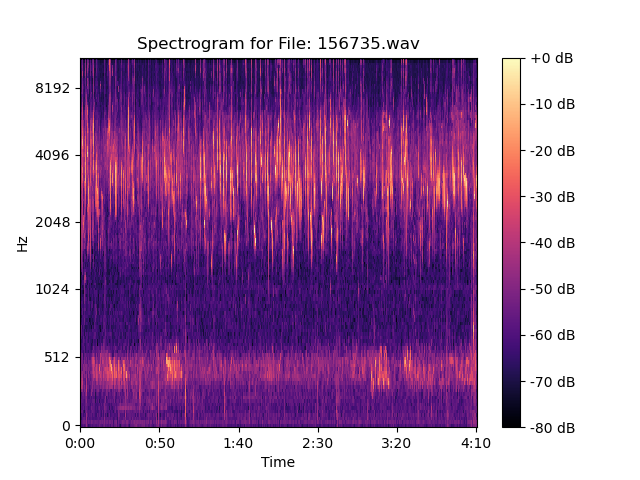 Spectrogram for File: 156735.wav
8192
4096
2048
1024
512
0
Hz
0:00
0:50
1:40
2:30
3:20
4:10
Time
+0 dB
-10 dB
-20 dB
-30 dB
-40 dB
-50 dB
-60 dB
-70 dB
-80 dB